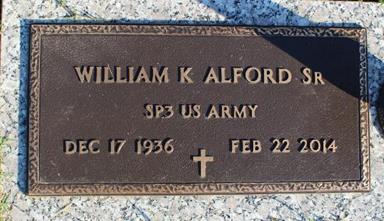 WILLIAM K ALFORD SR
SP3 US ARMY
DEC 17 1936 FEB 22 2014